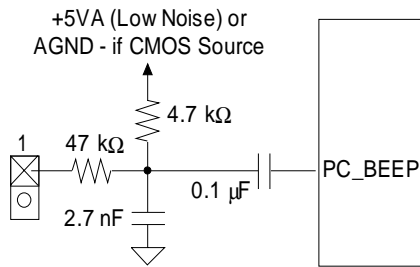 +5VA (Low Noise) or
AGND - if CMOS Source
4.7 kΩ
1
47 kΩ
PC_BEEP
0.1 µF
2.7 nF